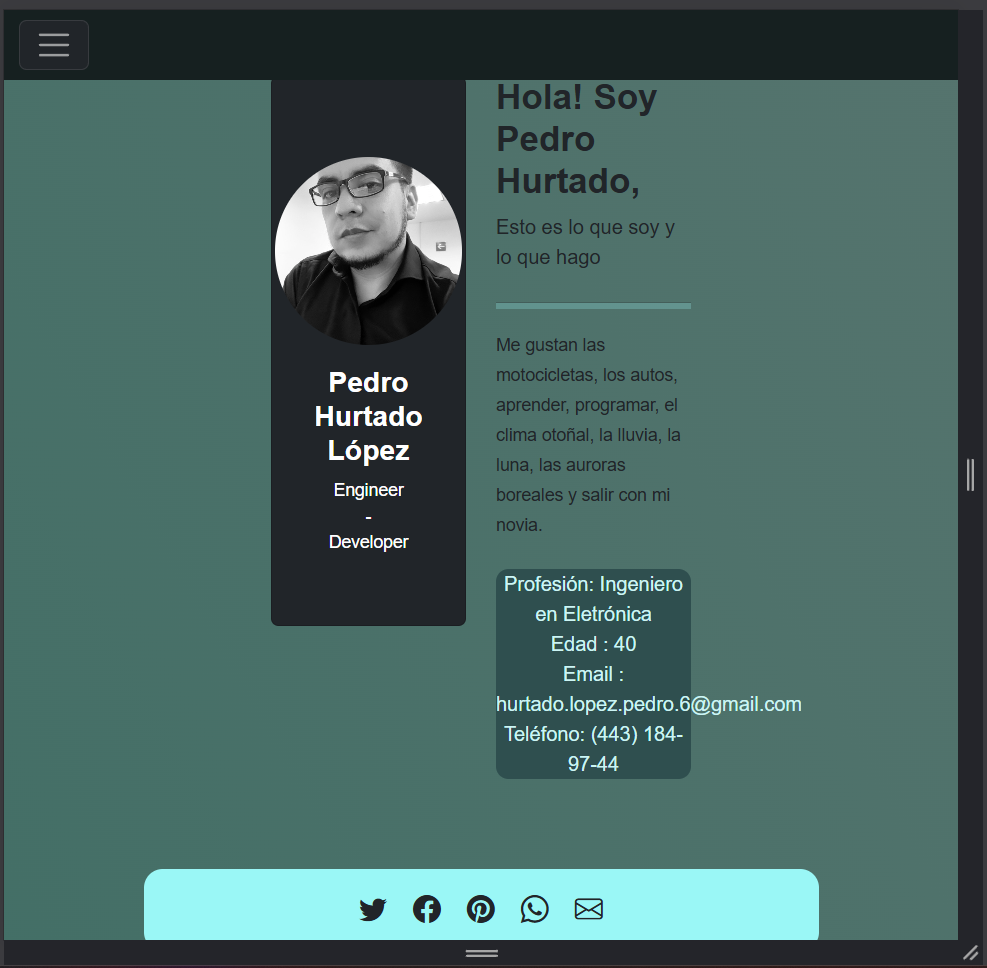 Hola! Soy
Pedro
Hurtado,
Esto es lo que soy y
lo que hago
Pedro
Hurtado
López
Engineer
-
Developer
Me gustan las
motocicletas, los autos,
aprender, programar, el
clima otoñal, la lluvia, la
luna, las auroras
boreales y salir con mi
novia.
Profesión: Ingeniero
en Eletrónica
Edad : 40
Email :
hurtado.lopez.pedro.6@gmail.com
Teléfono: (443) 184-
97-44